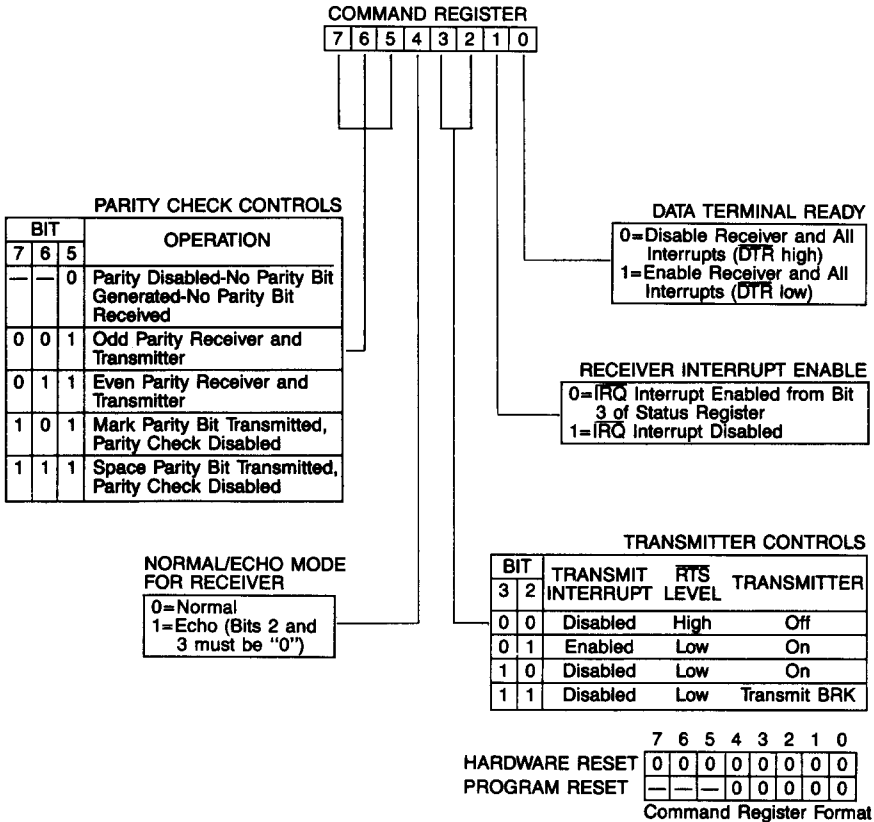 COMMAND REGISTER
7 6 5 4 3 2 1 0
PARITY CHECK CONTROLS
BIT
OPERATION
7 6 5
— — 0 Parity Disabled-No Parity Bit
Generated-No Parity Bit
Received
0 0 1 Odd Parity Receiver and
Transmitter
0 1 1 Even Parity Receiver and
Transmitter
1 0 1 Mark Parity Bit Transmitted,
Parity Check Disabled
1 1 1 Space Parity Bit Transmitted,
Parity Check Disabled
DATA TERMINAL READY
0=Disable Receiver and All
Interrupts (D̅T̅R̅ high)
1=Enable Receiver and All
Interrupts (D̅T̅R̅ low)
RECEIVER INTERRUPT ENABLE
0=I̅R̅Q̅ Interrupt Enabled from Bit
3 of Status Register
1=I̅R̅Q̅ Interrupt Disabled
NORMAL/ECHO MODE
FOR RECEIVER
0=Normal
1=Echo (Bits 2 and
3 must be “0”)
TRANSMITTER CONTROLS
BIT
3 2
TRANSMIT
INTERRUPT
R̅T̅S̅
LEVEL
TRANSMITTER
0 0 Disabled High Off
0 1 Enabled Low On
1 0 Disabled Low On
1 1 Disabled Low Transmit BRK
7 6 5 4 3 2 1 0
HARDWARE RESET 0 0 0 0 0 0 0 0
PROGRAM RESET — — — 0 0 0 0 0
Command Register Format